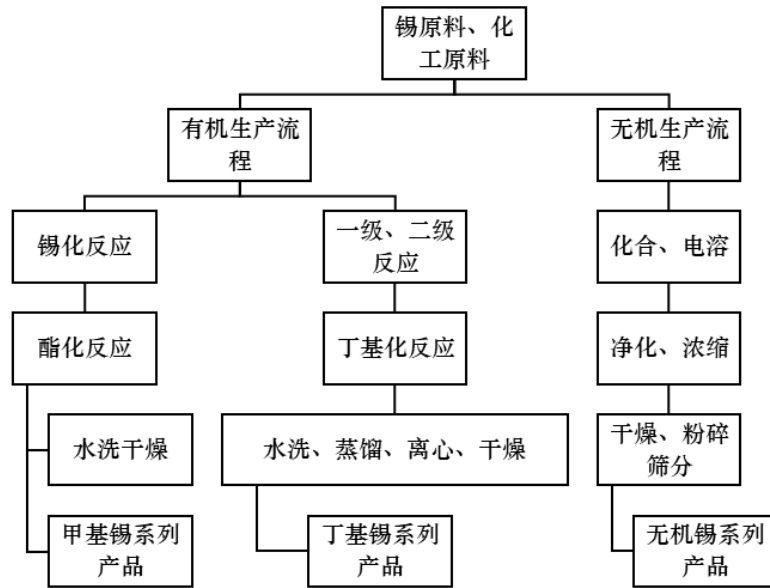 锡原料、化
工原料
有机生产流
程
无机生产流
程
锡化反应
一级、二级
反应
化合、电溶
酯化反应
丁基化反应
净化、浓缩
水洗干燥
水洗、蒸馏、离心、干燥
干燥、粉碎
筛分
甲基锡系列
产品
丁基锡系列
产品
无机锡系列
产品